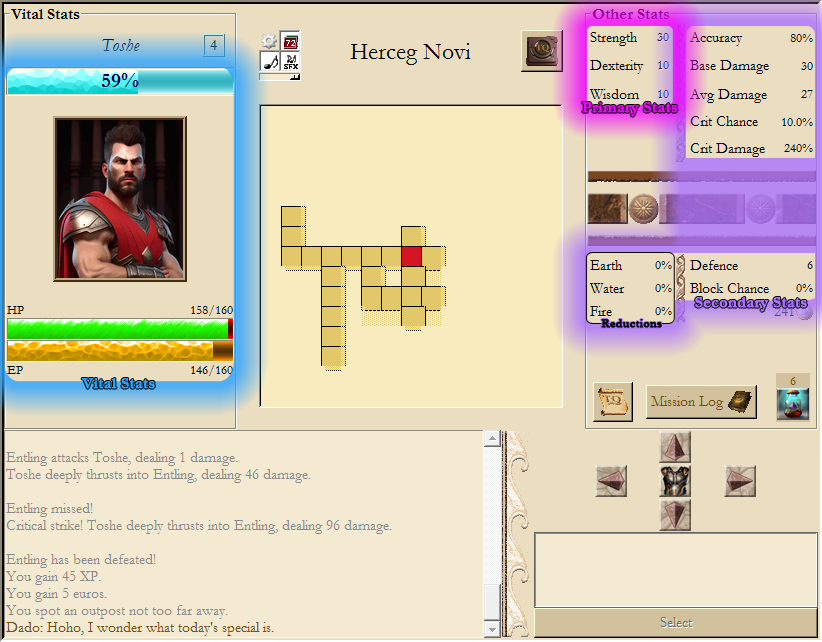 Vital Stats
Toshe
4
59%
HP 158/160
EP 146/160
Vital Stats
72
SFX
Herceg Novi
Other Stats
Strength 30
Dexterity 10
Wisdom 10
Primary Stats
Accuracy 80%
Base Damage 30
Avg Damage 27
Crit Chance 10.0%
Crit Damage 240%
Earth 0%
Water 0%
Fire 0%
Reductions
Defence 6
Block Chance 0%
Secondary Stats
241
TQ
Mission Log
6
Entling attacks Toshe, dealing 1 damage.
Toshe deeply thrusts into Entling, dealing 46 damage.
Entling missed!
Critical strike! Toshe deeply thrusts into Entling, dealing 96 damage.
Entling has been defeated!
You gain 45 XP.
You gain 5 euros.
You spot an outpost not too far away.
Dado: Hoho, I wonder what today's special is.
Select